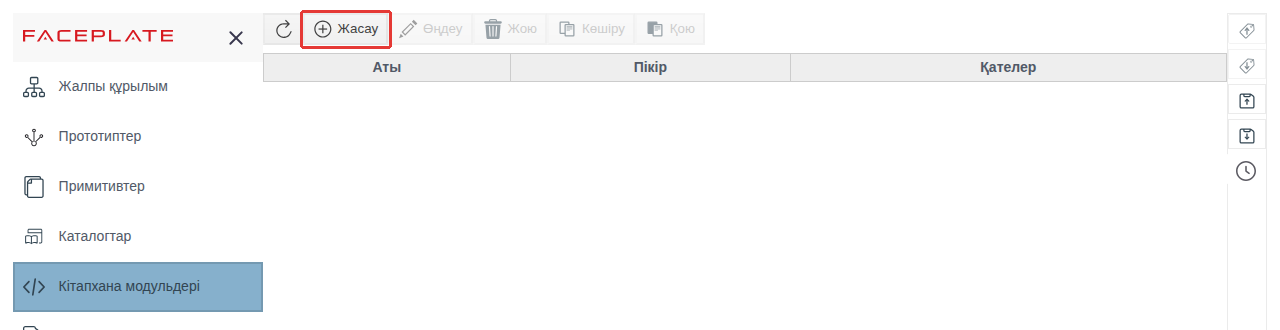 FACEPLATE
Жасау Өңдеу Жою Көшіру Қою
Аты Пікір Қателер
Жалпы құрылым
Прототиптер
Примитивтер
Каталогтар
Кітапхана модульдері